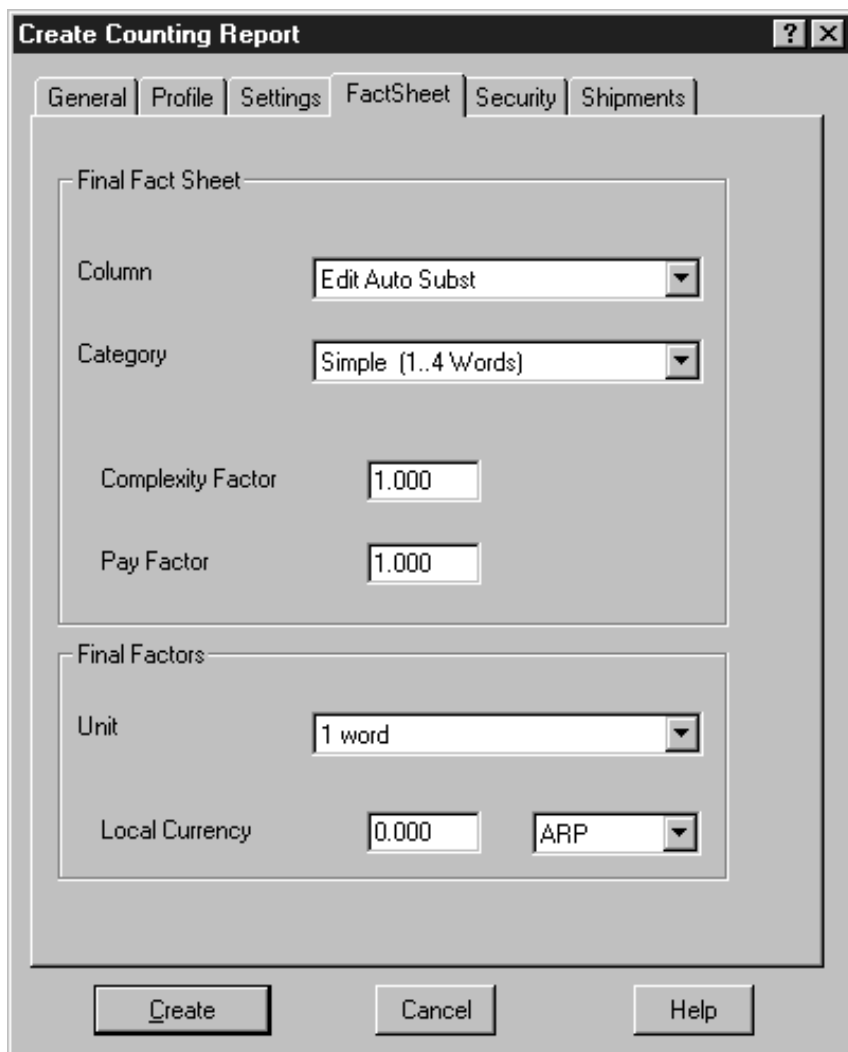 Create Counting Report
General Profile Settings FactSheet Security Shipments
Final Fact Sheet
Column Edit Auto Subst
Category Simple (1..4 Words)
Complexity Factor 1.000
Pay Factor 1.000
Final Factors
Unit 1 word
Local Currency 0.000 ARP
Create Cancel Help